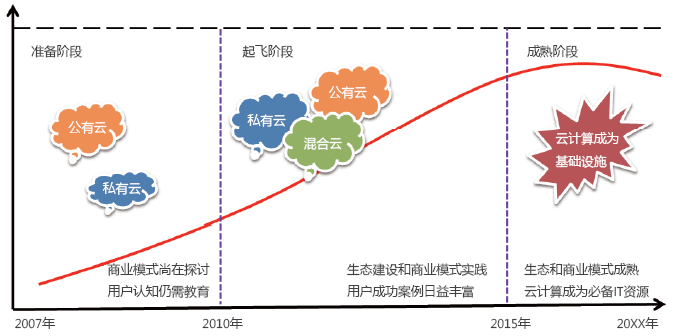 准备阶段
起飞阶段
成熟阶段
公有云
私有云
私有云
公有云
混合云
云计算成为
基础设施
商业模式尚在探讨
用户认知仍需教育
生态建设和商业模式实践
用户成功案例日益丰富
生态和商业模式成熟
云计算成为必备IT资源
2007年
2010年
2015年
20XX年